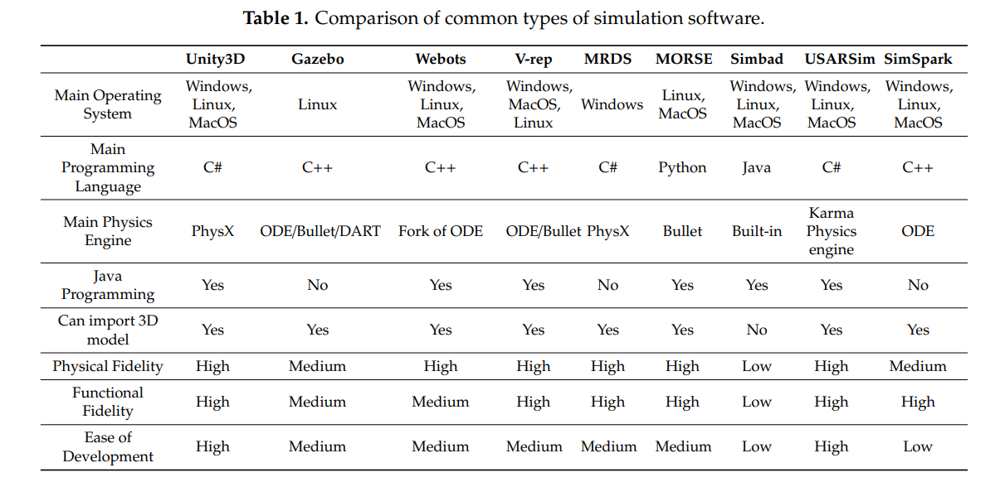 Table 1. Comparison of common types of simulation software.
Unity3D Gazebo Webots V-rep MRDS MORSE Simbad USARSim SimSpark
Main Operating System Windows, Linux, MacOS Linux Windows, Linux, MacOS Windows, MacOS, Linux Windows Linux, MacOS Windows, Linux, MacOS Windows, Linux, MacOS Windows, Linux, MacOS
Main Programming Language C# C++ C++ C++ C# Python Java C# C++
Main Physics Engine PhysX ODE/Bullet/DART Fork of ODE ODE/Bullet PhysX Bullet Built-in Karma Physics engine ODE
Java Programming Yes No Yes Yes No Yes Yes Yes No
Can import 3D model Yes Yes Yes Yes Yes Yes No Yes Yes
Physical Fidelity High Medium High High High High Low High Medium
Functional Fidelity High Medium Medium High High High Low High High
Ease of Development High Medium Medium Medium Medium Medium Low High Low